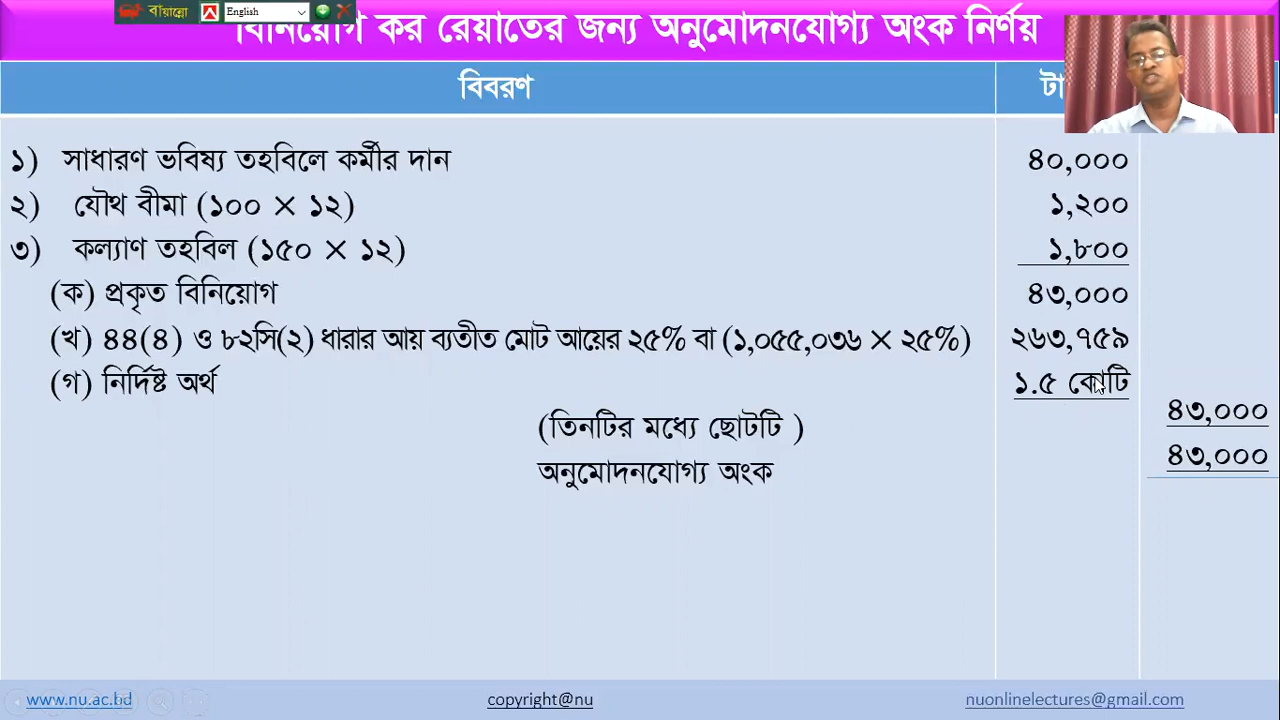 বায়ান্নো English
বিনিয়োগ কর রেয়াতের জন্য অনুমোদনযোগ্য অংক নির্ণয়
বিবরণ
১) সাধারণ ভবিষ্য তহবিলে কর্মীর দান ৪০,০০০
২) যৌথ বীমা (১০০ × ১২) ১,২০০
৩) কল্যাণ তহবিল (১৫০ × ১২) ১,৮০০
(ক) প্রকৃত বিনিয়োগ ৪৩,০০০
(খ) ৪৪(৪) ও ৮২সি(২) ধারার আয় ব্যতীত মোট আয়ের ২৫% বা (১,০৫৫,০৩৬ × ২৫%) ২৬৩,৭৫৯
(গ) নির্দিষ্ট অর্থ ১.৫ কোটি
৪৩,০০০
(তিনটির মধ্যে ছোটটি )
অনুমোদনযোগ্য অংক ৪৩,০০০
www.nu.ac.bd copyright@nu nuonlinelectures@gmail.com